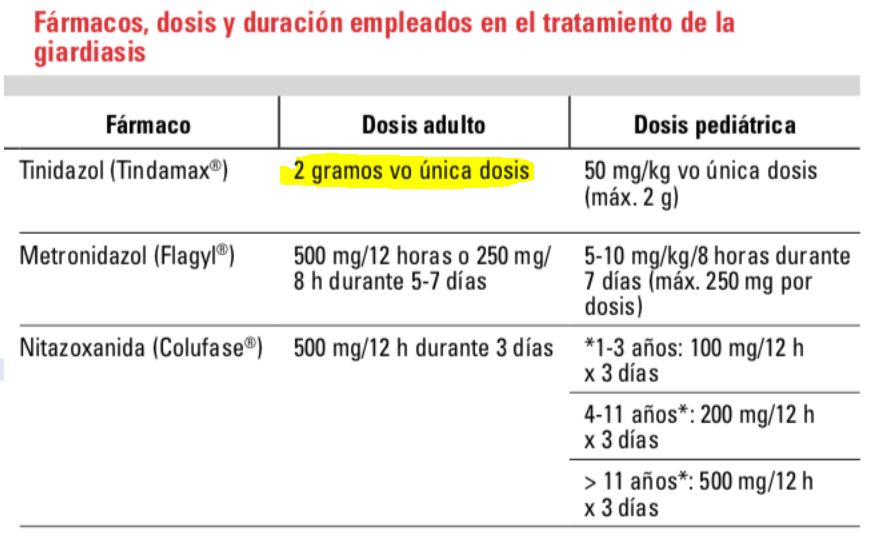 Fármacos, dosis y duración empleados en el tratamiento de la
giardiasis
Fármaco Dosis adulto Dosis pediátrica
Tinidazol (Tindamax®) 2 gramos vo única dosis 50 mg/kg vo única dosis
(máx. 2 g)
Metronidazol (Flagyl®) 500 mg/12 horas o 250 mg/ 5-10 mg/kg/8 horas durante
8 h durante 5-7 días 7 días (máx. 250 mg por
dosis)
Nitazoxanida (Colufase®) 500 mg/12 h durante 3 días *1-3 años: 100 mg/12 h
x 3 días
4-11 años*: 200 mg/12 h
x 3 días
> 11 años*: 500 mg/12 h
x 3 días